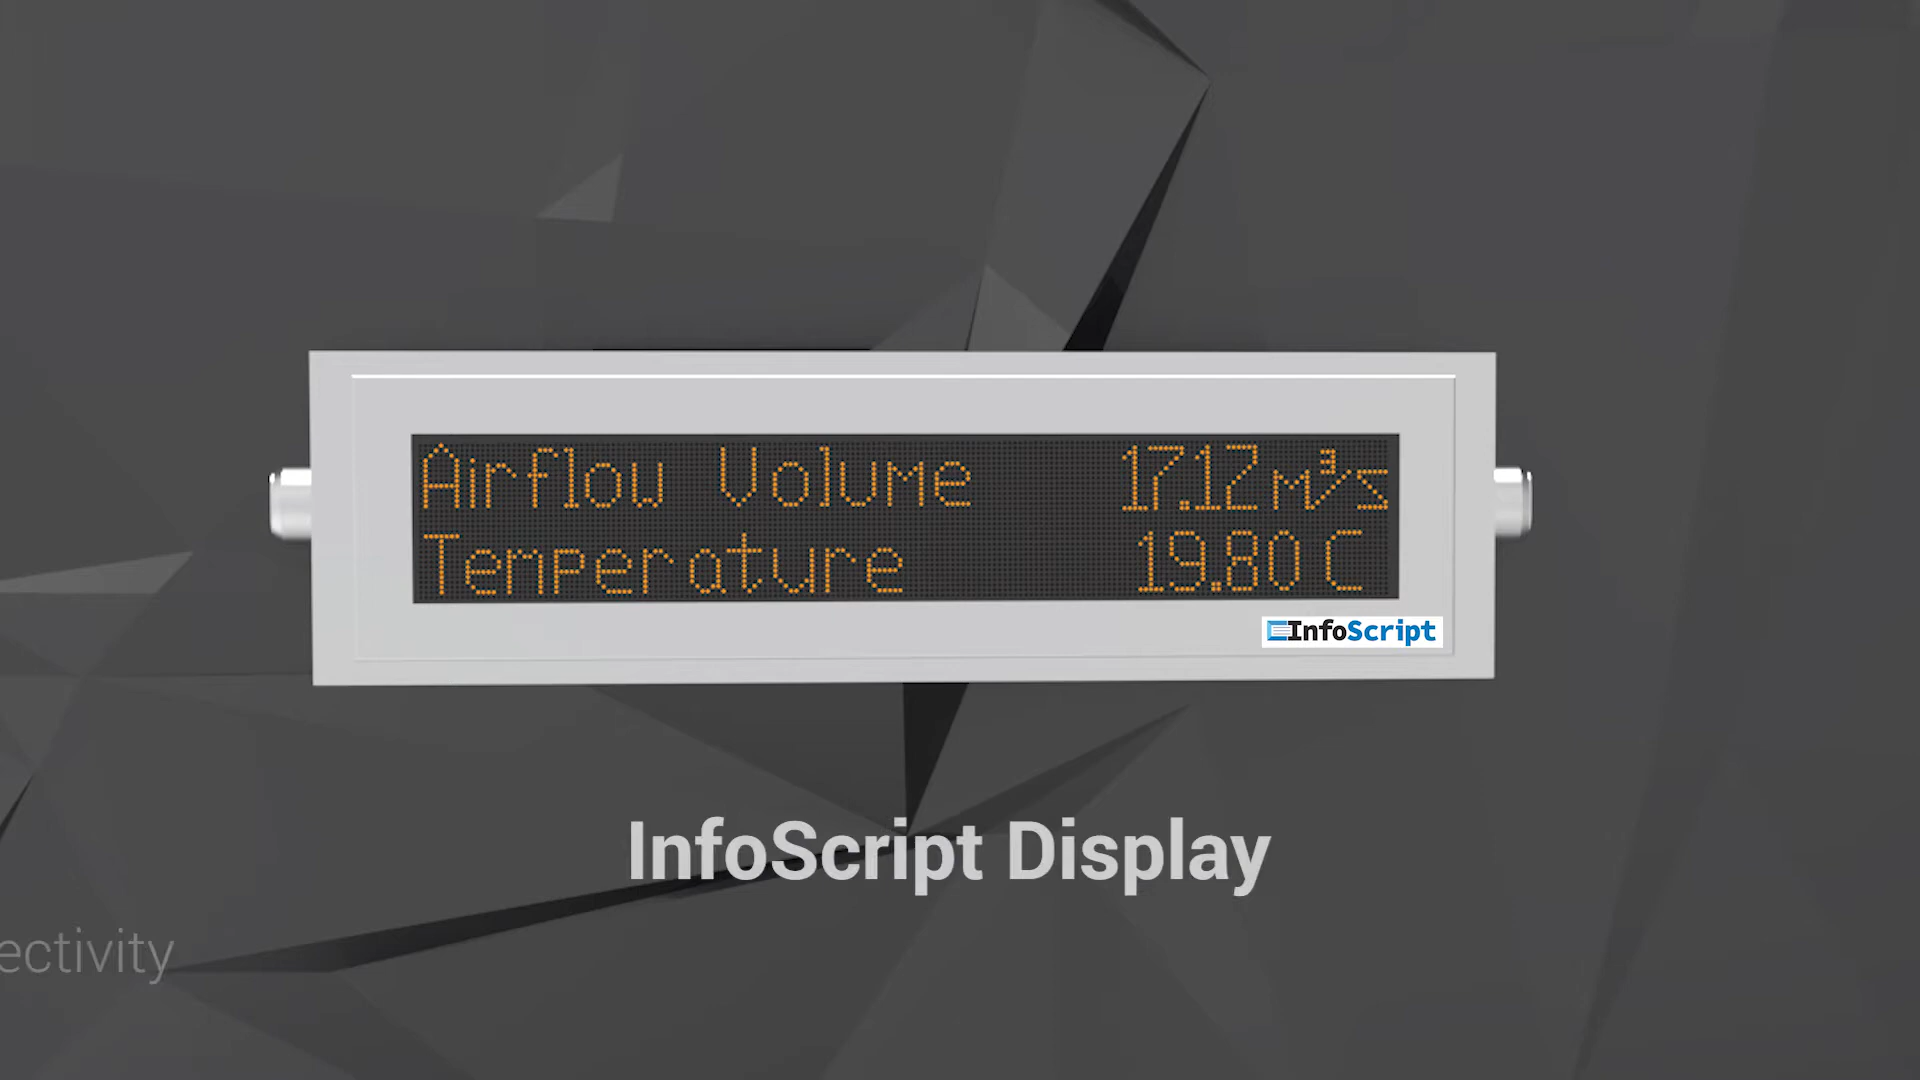 Airflow Volume 17.12 m³/s
Temperature 19.80 C
InfoScript
InfoScript Display
ectivity